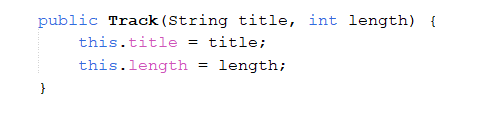 public Track(String title, int length) {
    this.title = title;
    this.length = length;
}